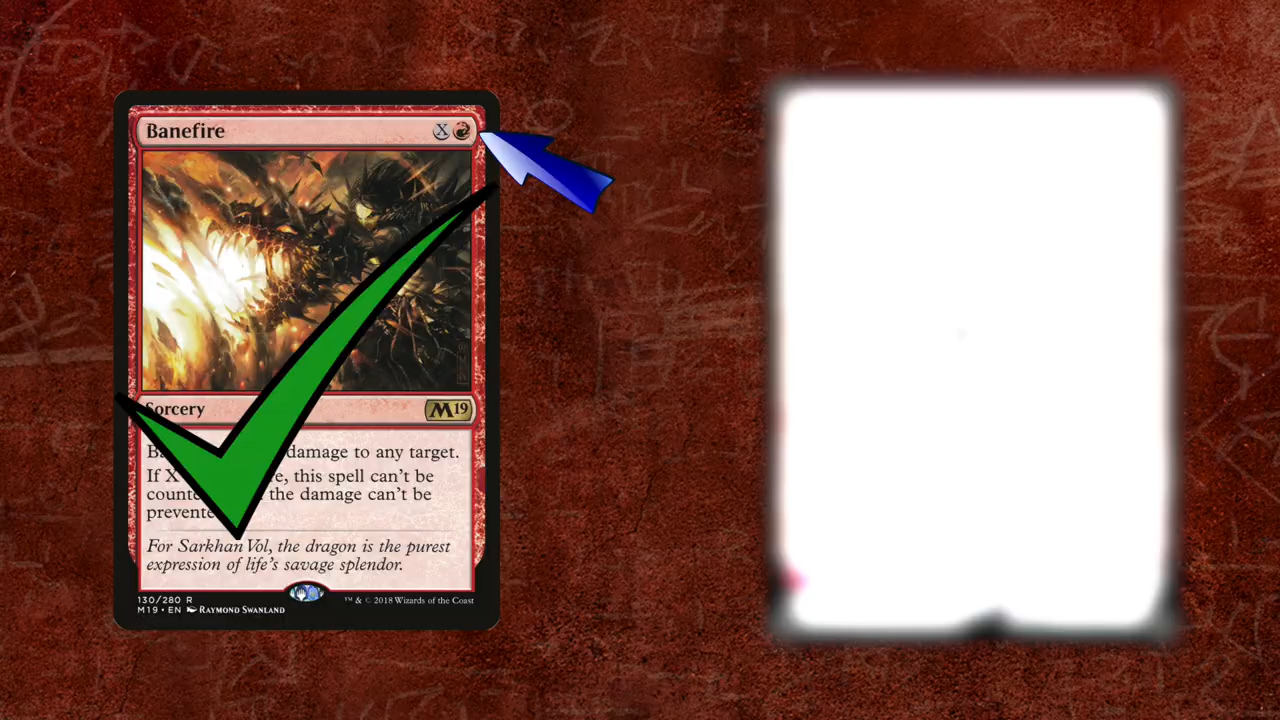 Banefire
X
Sorcery
M19
damage to any target.
If X this spell can't be
the damage can't be
For Sarkhan Vol, the dragon is the purest
expression of life's savage splendor.
130/280 R
M19 • EN Raymond Swanland
™ & © 2018 Wizards of the Coast